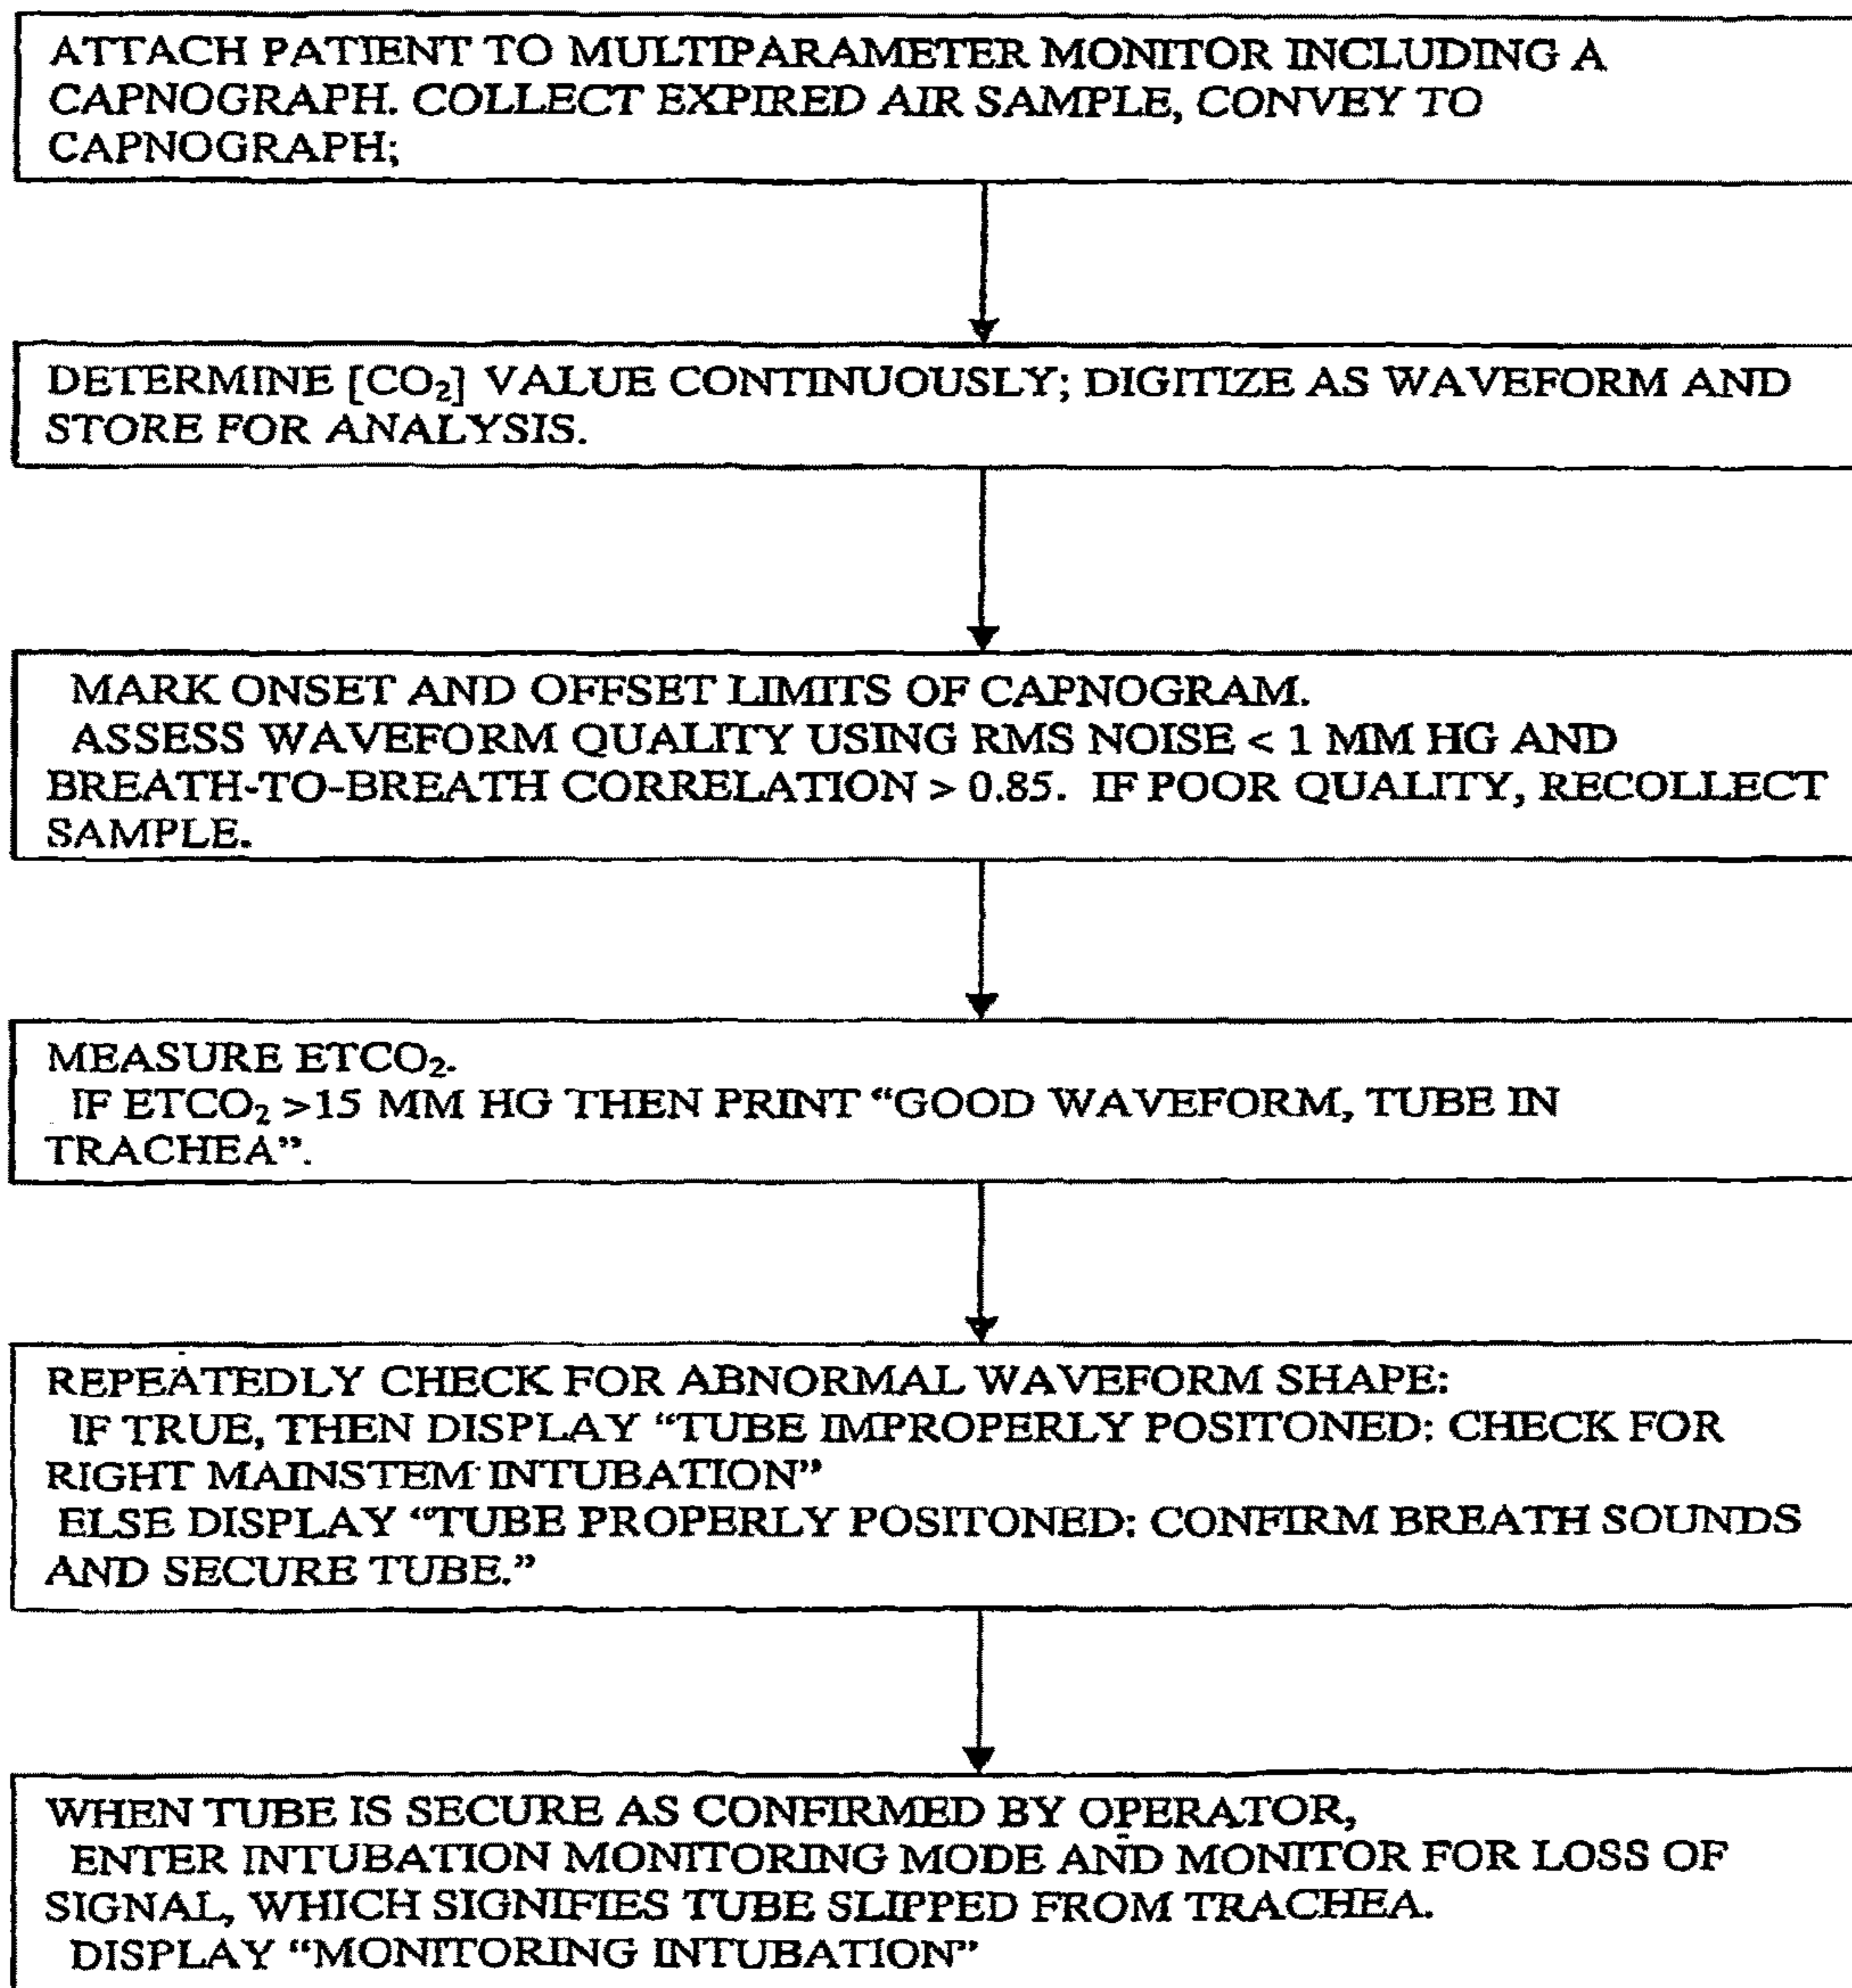 ATTACH PATIENT TO MULTIPARAMETER MONITOR INCLUDING A
CAPNOGRAPH. COLLECT EXPIRED AIR SAMPLE, CONVEY TO
CAPNOGRAPH;
DETERMINE [CO₂] VALUE CONTINUOUSLY; DIGITIZE AS WAVEFORM AND
STORE FOR ANALYSIS.
MARK ONSET AND OFFSET LIMITS OF CAPNOGRAM.
ASSESS WAVEFORM QUALITY USING RMS NOISE < 1 MM HG AND
BREATH-TO-BREATH CORRELATION > 0.85. IF POOR QUALITY, RECOLLECT
SAMPLE.
MEASURE ETCO₂.
IF ETCO₂ >15 MM HG THEN PRINT “GOOD WAVEFORM, TUBE IN
TRACHEA”.
REPEATEDLY CHECK FOR ABNORMAL WAVEFORM SHAPE:
IF TRUE, THEN DISPLAY “TUBE IMPROPERLY POSITONED: CHECK FOR
RIGHT MAINSTEM INTUBATION”
ELSE DISPLAY “TUBE PROPERLY POSITONED: CONFIRM BREATH SOUNDS
AND SECURE TUBE.”
WHEN TUBE IS SECURE AS CONFIRMED BY OPERATOR,
ENTER INTUBATION MONITORING MODE AND MONITOR FOR LOSS OF
SIGNAL, WHICH SIGNIFIES TUBE SLIPPED FROM TRACHEA.
DISPLAY “MONITORING INTUBATION”